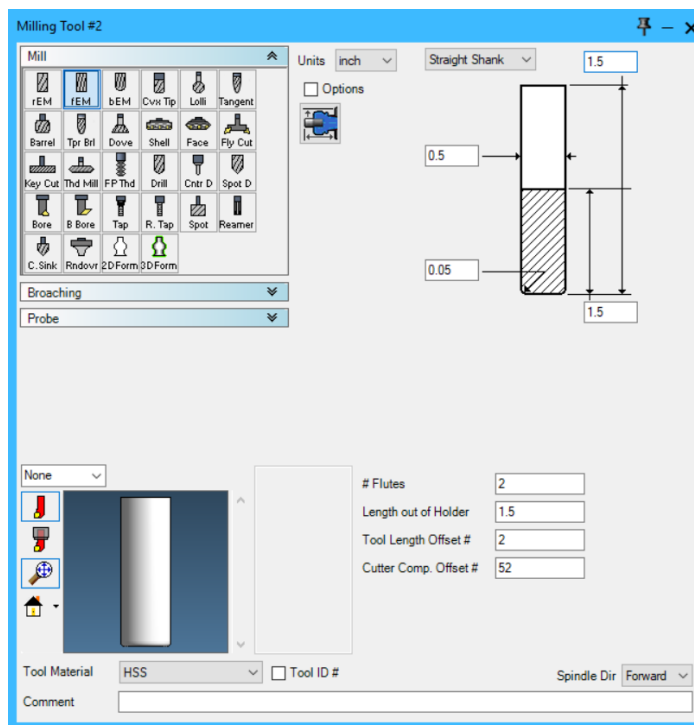 Milling Tool #2
Mill
rEM fEM bEM Cvx Tip Lolli Tangent
Barrel Tpr Brl Dove Shell Face Fly Cut
Key Cut Thd Mill FP Thd Drill Cntr D Spot D
Bore B Bore Tap R. Tap Spot Reamer
C.Sink Rndovr 2D Form 3D Form
Broaching
Probe
Units inch
Straight Shank
1.5
Options
0.5
0.05
1.5
None
# Flutes 2
Length out of Holder 1.5
Tool Length Offset # 2
Cutter Comp. Offset # 52
Tool Material HSS
Tool ID #
Spindle Dir Forward
Comment